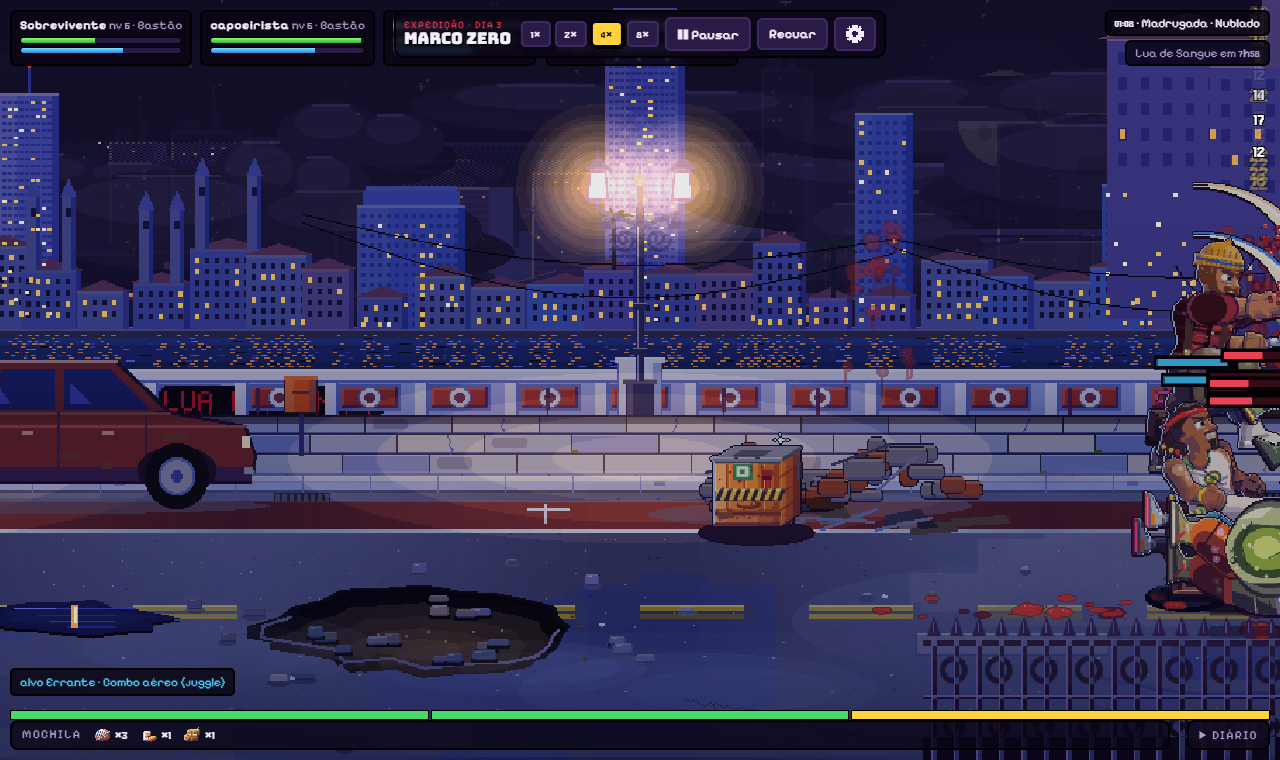 Sobrevivente nv 5 · Bastão
capoeirista nv 5 · Bastão
EXPEDIÇÃO · DIA 3
MARCO ZERO
1×
2×
4×
8×
Pausar
Recuar
01:08 · Madrugada · Nublado
Lua de Sangue em 7h58
12
14
17
12
LUA
alvo Errante · Combo aéreo (Juggle)
MOCHILA
×3
×1
×1
DIÁRIO